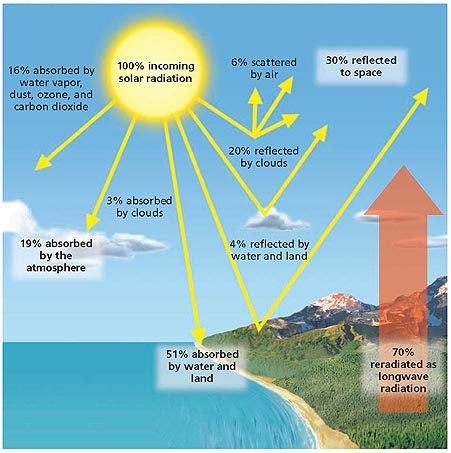 100% incoming
solar radiation
16% absorbed by
water vapor,
dust, ozone, and
carbon dioxide
6% scattered
by air
30% reflected
to space
20% reflected
by clouds
3% absorbed
by clouds
19% absorbed
by the
atmosphere
4% reflected by
water and land
51% absorbed
by water and
land
70%
reradiated as
longwave
radiation